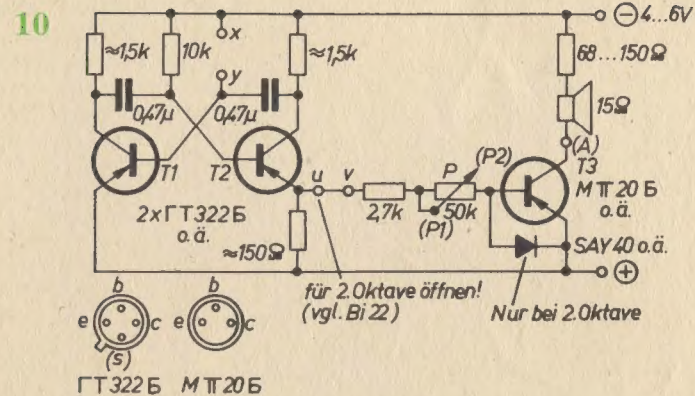 10
⊖ 4...6V
≈1,5k
10k
x
y
≈1,5k
68...150Ω
0,47µ
0,47µ
15Ω
(A)
T1
T2
u
v
P
(P2)
T3
2,7k
50k
(P1)
МП20Б
o.ä.
2xГТ322Б
o.ä.
≈150Ω
SAY 40 o.ä.
⊕
für 2.Oktave öffnen!
(vgl. Bi 22)
Nur bei 2.Oktave
b
e
c
(s)
ГТ322Б
b
e
c
МП20Б